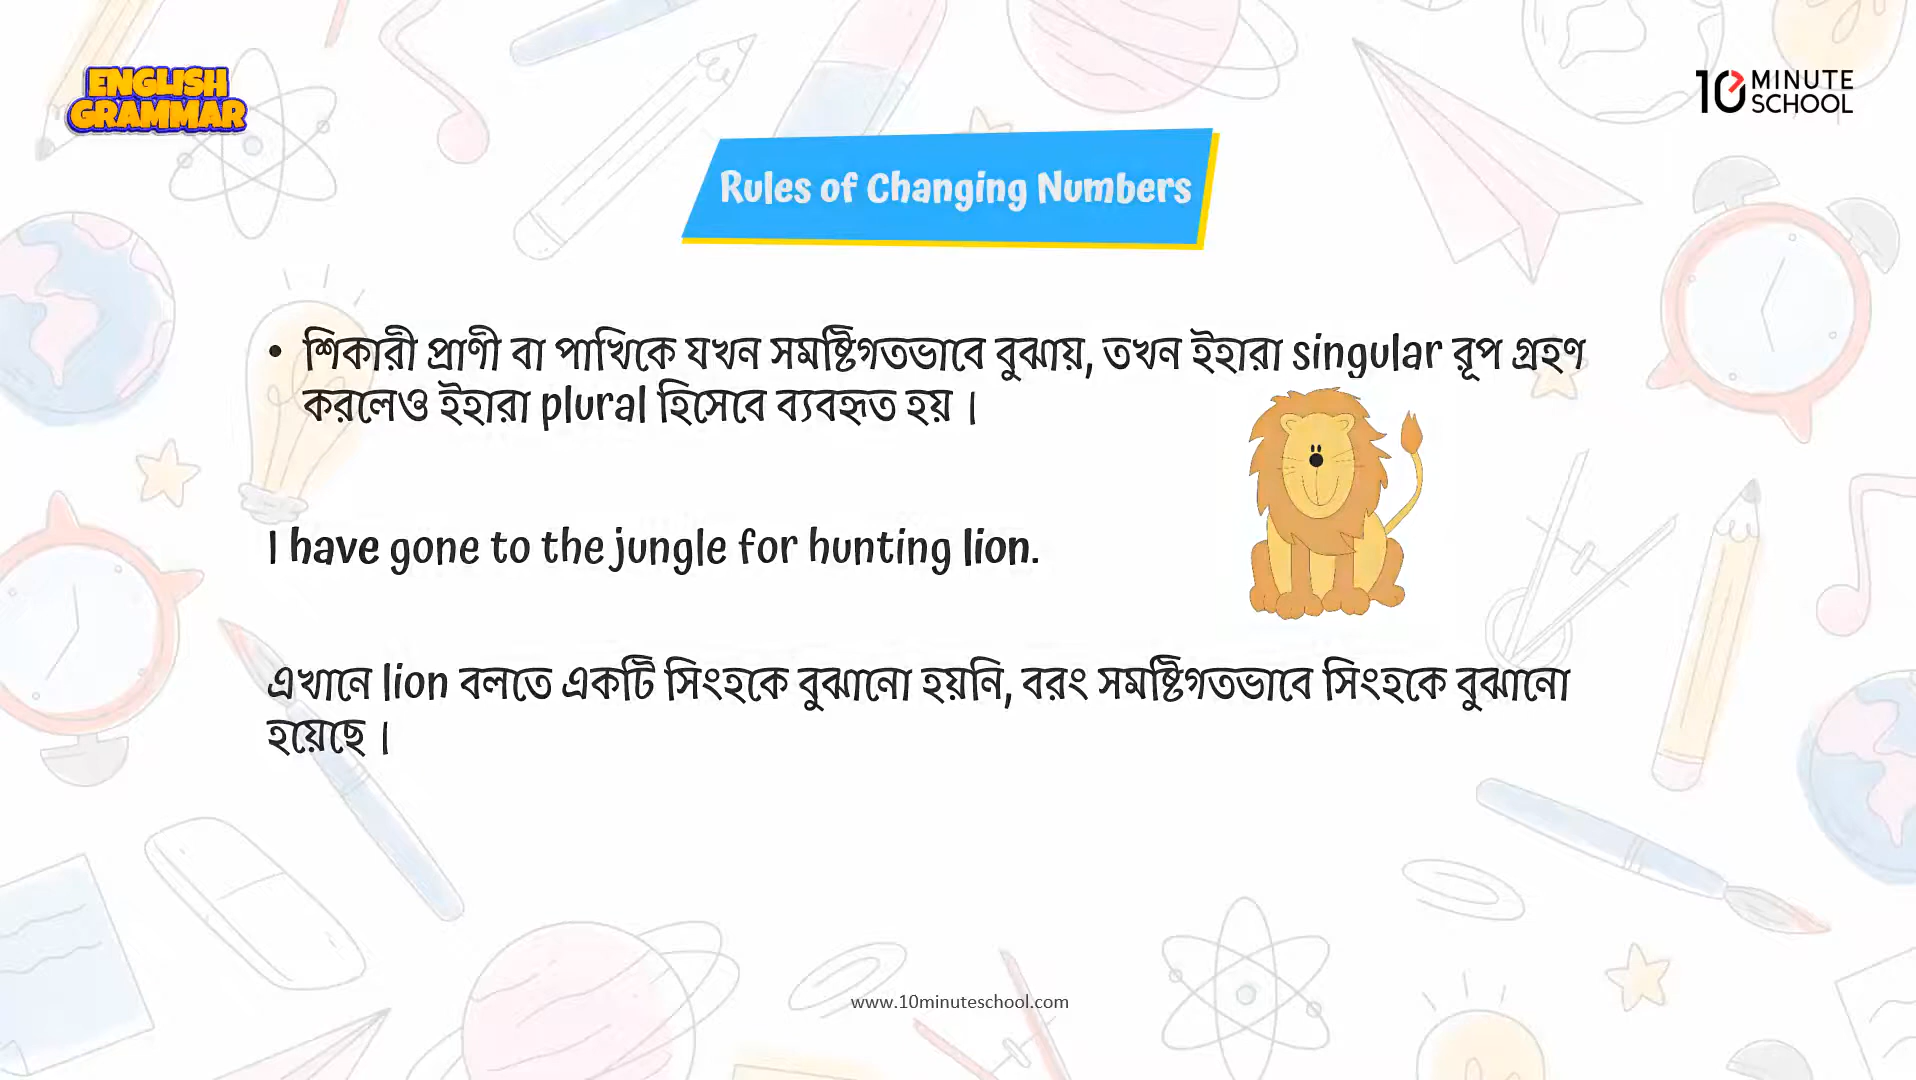 ENGLISH
GRAMMAR
10 MINUTE
SCHOOL
Rules of Changing Numbers
• শিকারী প্রাণী বা পাখিকে যখন সমষ্টিগতভাবে বুঝায়, তখন ইহারা singular রূপ গ্রহণ
করলেও ইহারা plural হিসেবে ব্যবহৃত হয় ।
I have gone to the jungle for hunting lion.
এখানে lion বলতে একটি সিংহকে বুঝানো হয়নি, বরং সমষ্টিগতভাবে সিংহকে বুঝানো
হয়েছে ।
www.10minuteschool.com